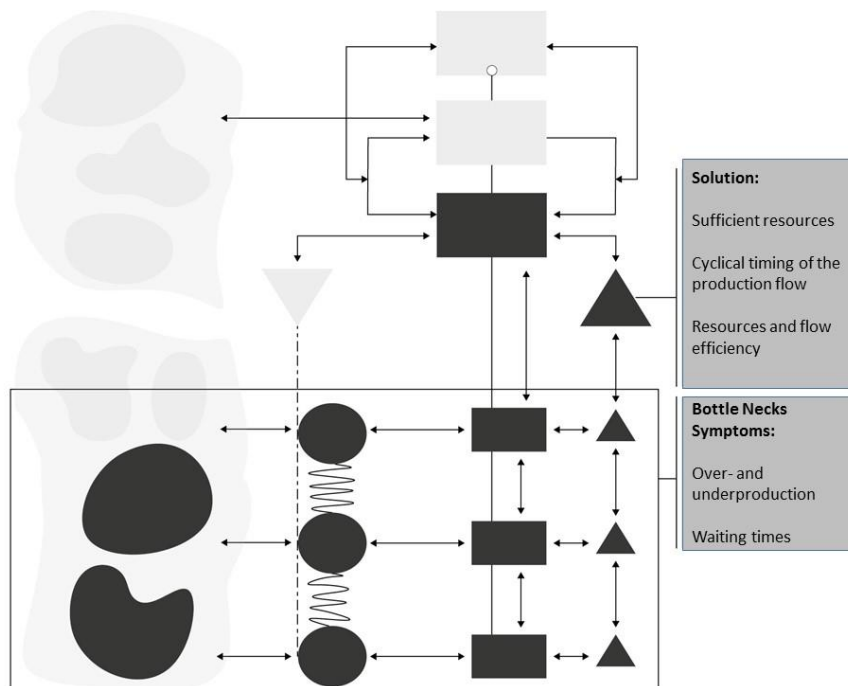 Solution:
Sufficient resources
Cyclical timing of the
production flow
Resources and flow
efficiency
Bottle Necks
Symptoms:
Over- and
underproduction
Waiting times